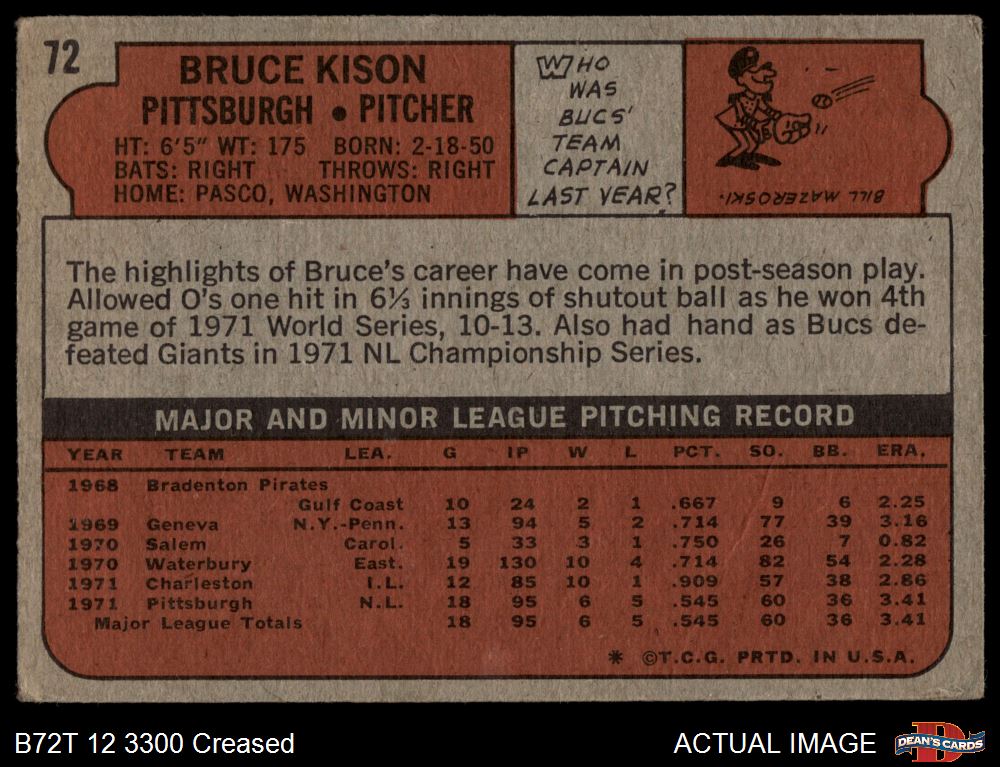 72
BRUCE KISON
PITTSBURGH • PITCHER
HT: 6'5" WT: 175 BORN: 2-18-50
BATS: RIGHT THROWS: RIGHT
HOME: PASCO, WASHINGTON
WHO
WAS
BUCS'
TEAM
CAPTAIN
LAST YEAR?
BILL MAZEROSKI.
The highlights of Bruce's career have come in post-season play.
Allowed O's one hit in 6⅓ innings of shutout ball as he won 4th
game of 1971 World Series, 10-13. Also had hand as Bucs de-
feated Giants in 1971 NL Championship Series.
MAJOR AND MINOR LEAGUE PITCHING RECORD
YEAR TEAM LEA. G IP W L PCT. SO. BB. ERA.
1968 Bradenton Pirates
Gulf Coast 10 24 2 1 .667 9 6 2.25
1969 Geneva N.Y.-Penn. 13 94 5 2 .714 77 39 3.16
1970 Salem Carol. 5 33 3 1 .750 26 7 0.82
1970 Waterbury East. 19 130 10 4 .714 82 54 2.28
1971 Charleston I.L. 12 85 10 1 .909 57 38 2.86
1971 Pittsburgh N.L. 18 95 6 5 .545 60 36 3.41
Major League Totals 18 95 6 5 .545 60 36 3.41
* ©T.C.G. PRTD. IN U.S.A.
B72T 12 3300 Creased
ACTUAL IMAGE
D
DEAN'S CARDS